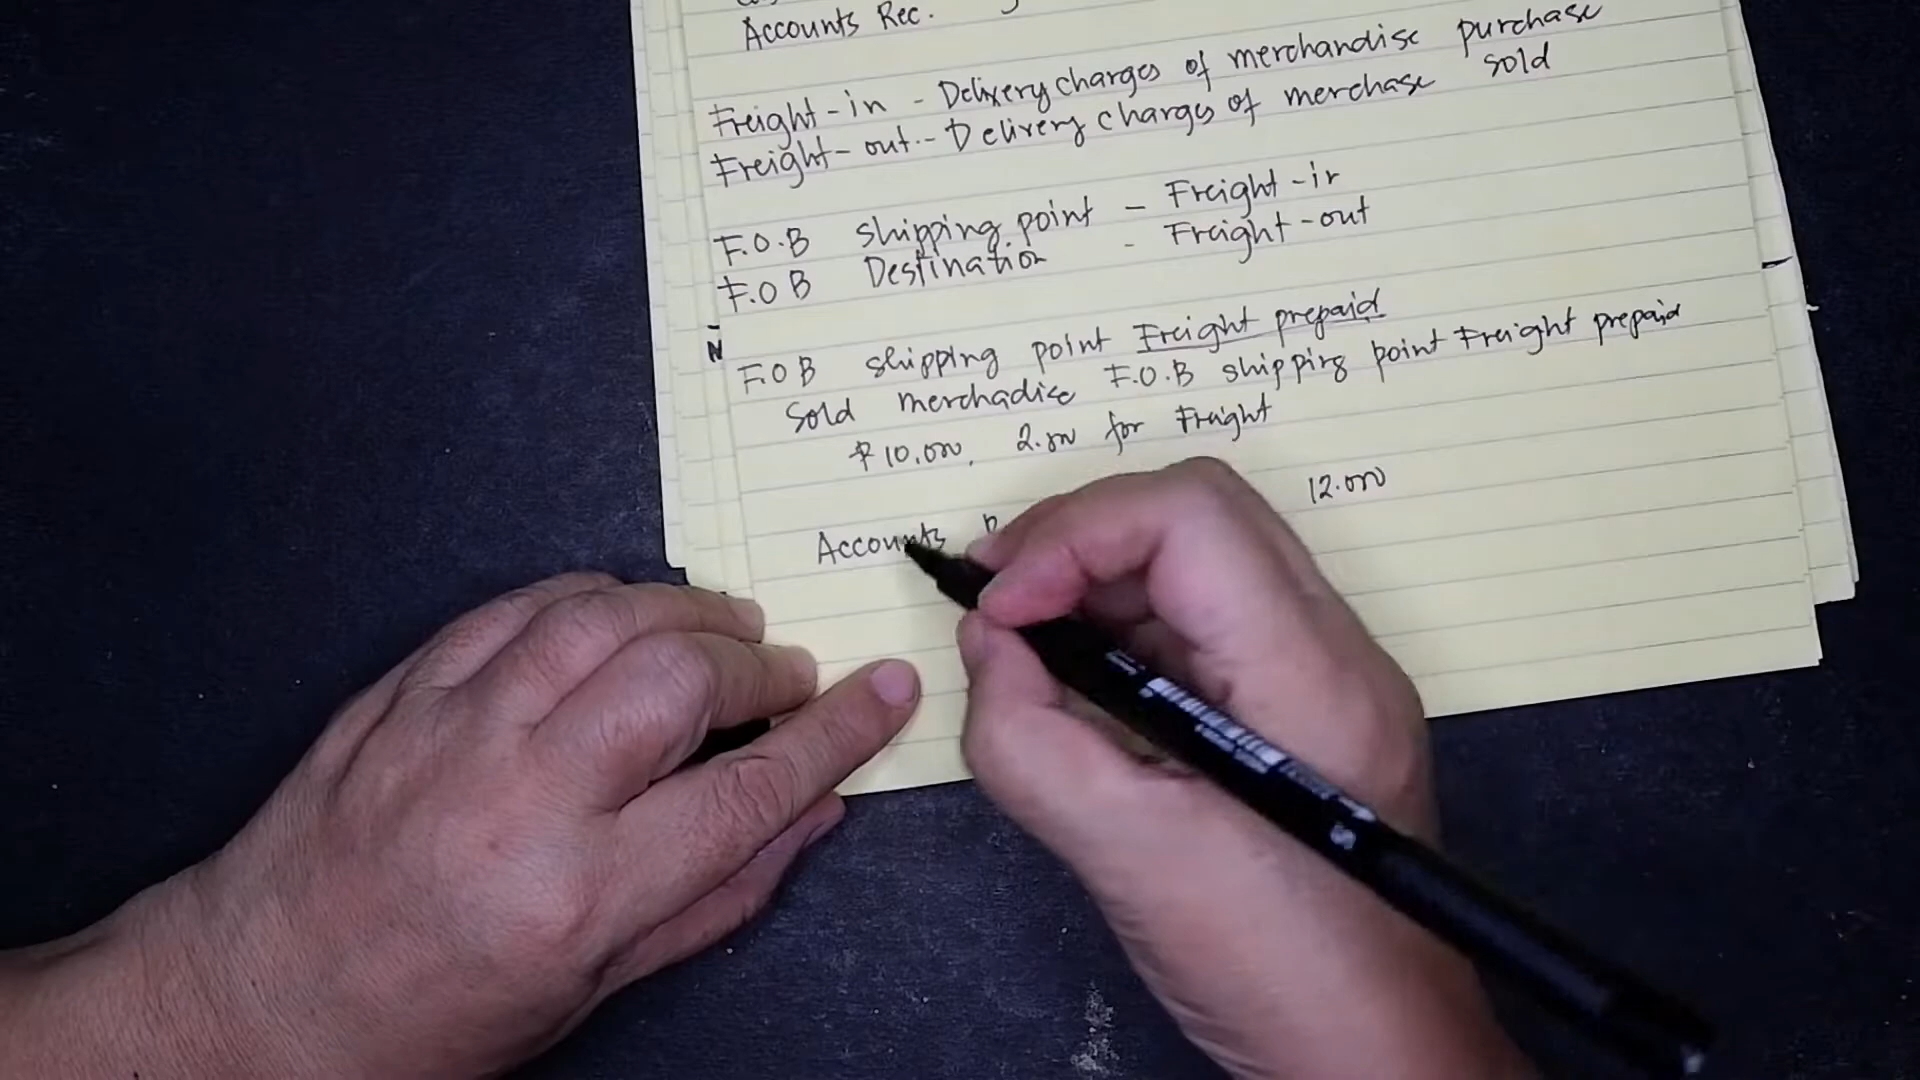 Accounts Rec.
Freight-in - Delivery charges of merchandise purchase
Freight-out.- Delivery charges of merchase sold
F.O.B shipping point - Freight-in
F.O B Destination - Freight-out
F.O B shipping point Freight prepaid
Sold merchadise F.O.B shipping point Freight prepaid
₱10,000, 2.000 for Fraight
Accounts 12.000
N